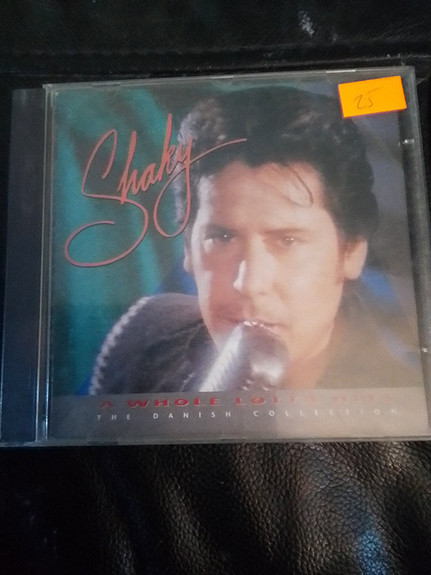 25
Shaky
A WHOLE LOTTA
THE DANISH COLLECTION